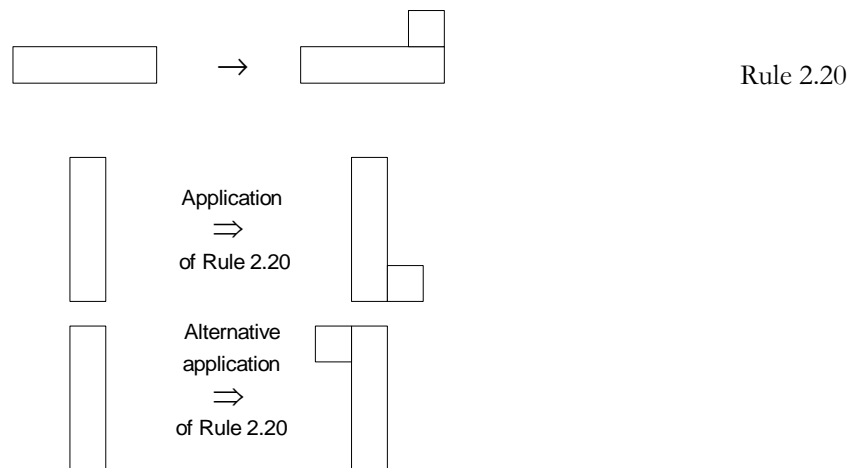 →
Rule 2.20
Application
⇒
of Rule 2.20
Alternative
application
⇒
of Rule 2.20